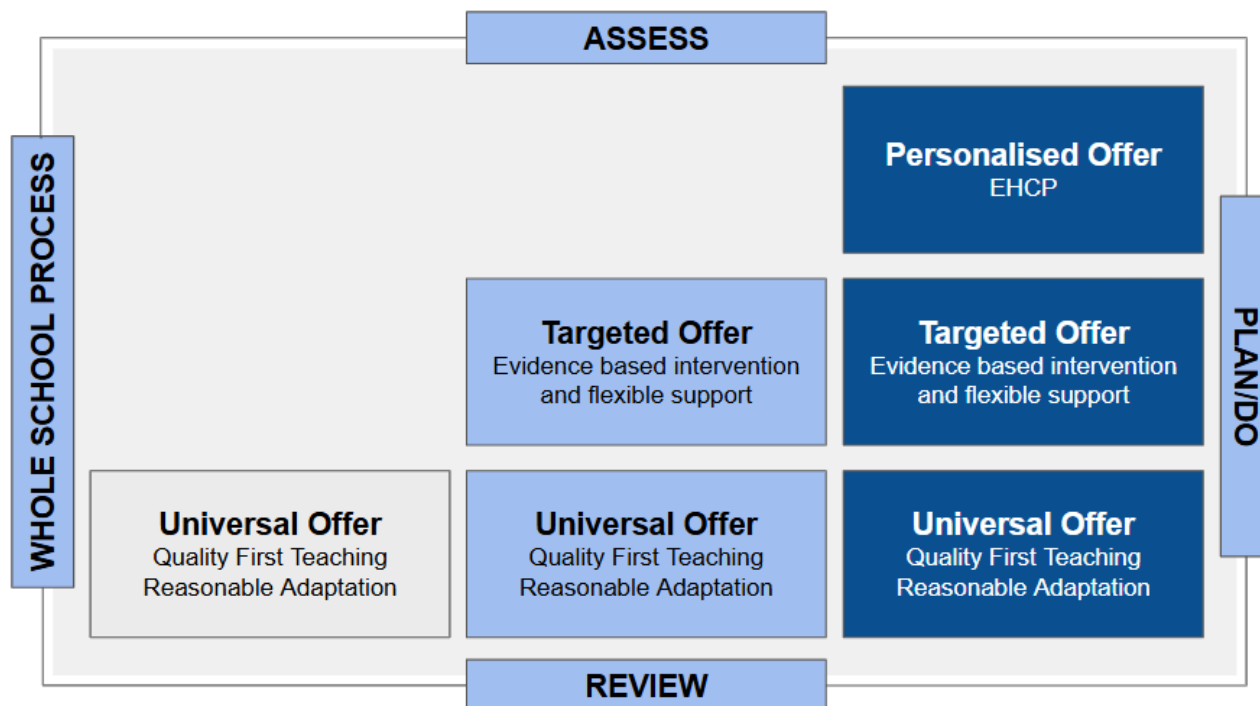 ASSESS
WHOLE SCHOOL PROCESS
Personalised Offer
EHCP
Targeted Offer
Evidence based intervention
and flexible support
Targeted Offer
Evidence based intervention
and flexible support
PLAN/DO
Universal Offer
Quality First Teaching
Reasonable Adaptation
Universal Offer
Quality First Teaching
Reasonable Adaptation
Universal Offer
Quality First Teaching
Reasonable Adaptation
REVIEW